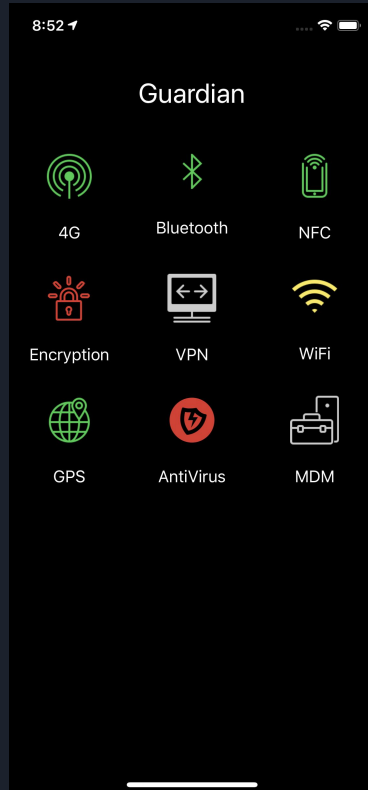 8:52
Guardian
4G
Bluetooth
NFC
Encryption
VPN
WiFi
GPS
AntiVirus
MDM